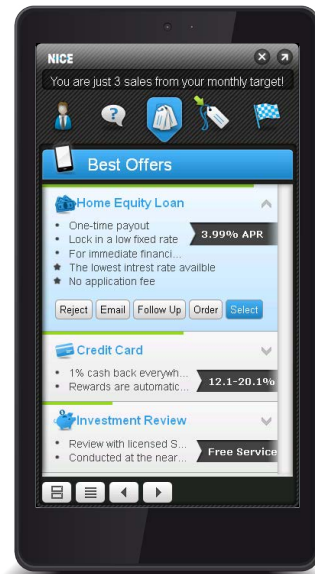 NICE
You are just 3 sales from your monthly target!
Best Offers
Home Equity Loan
One-time payout
Lock in a low fixed rate
3.99% APR
For immediate financi...
The lowest intrest rate availble
No application fee
Reject Email Follow Up Order Select
Credit Card
1% cash back everywh...
Rewards are automatic...
12.1-20.1%
Investment Review
Review with licensed S...
Conducted at the near...
Free Service